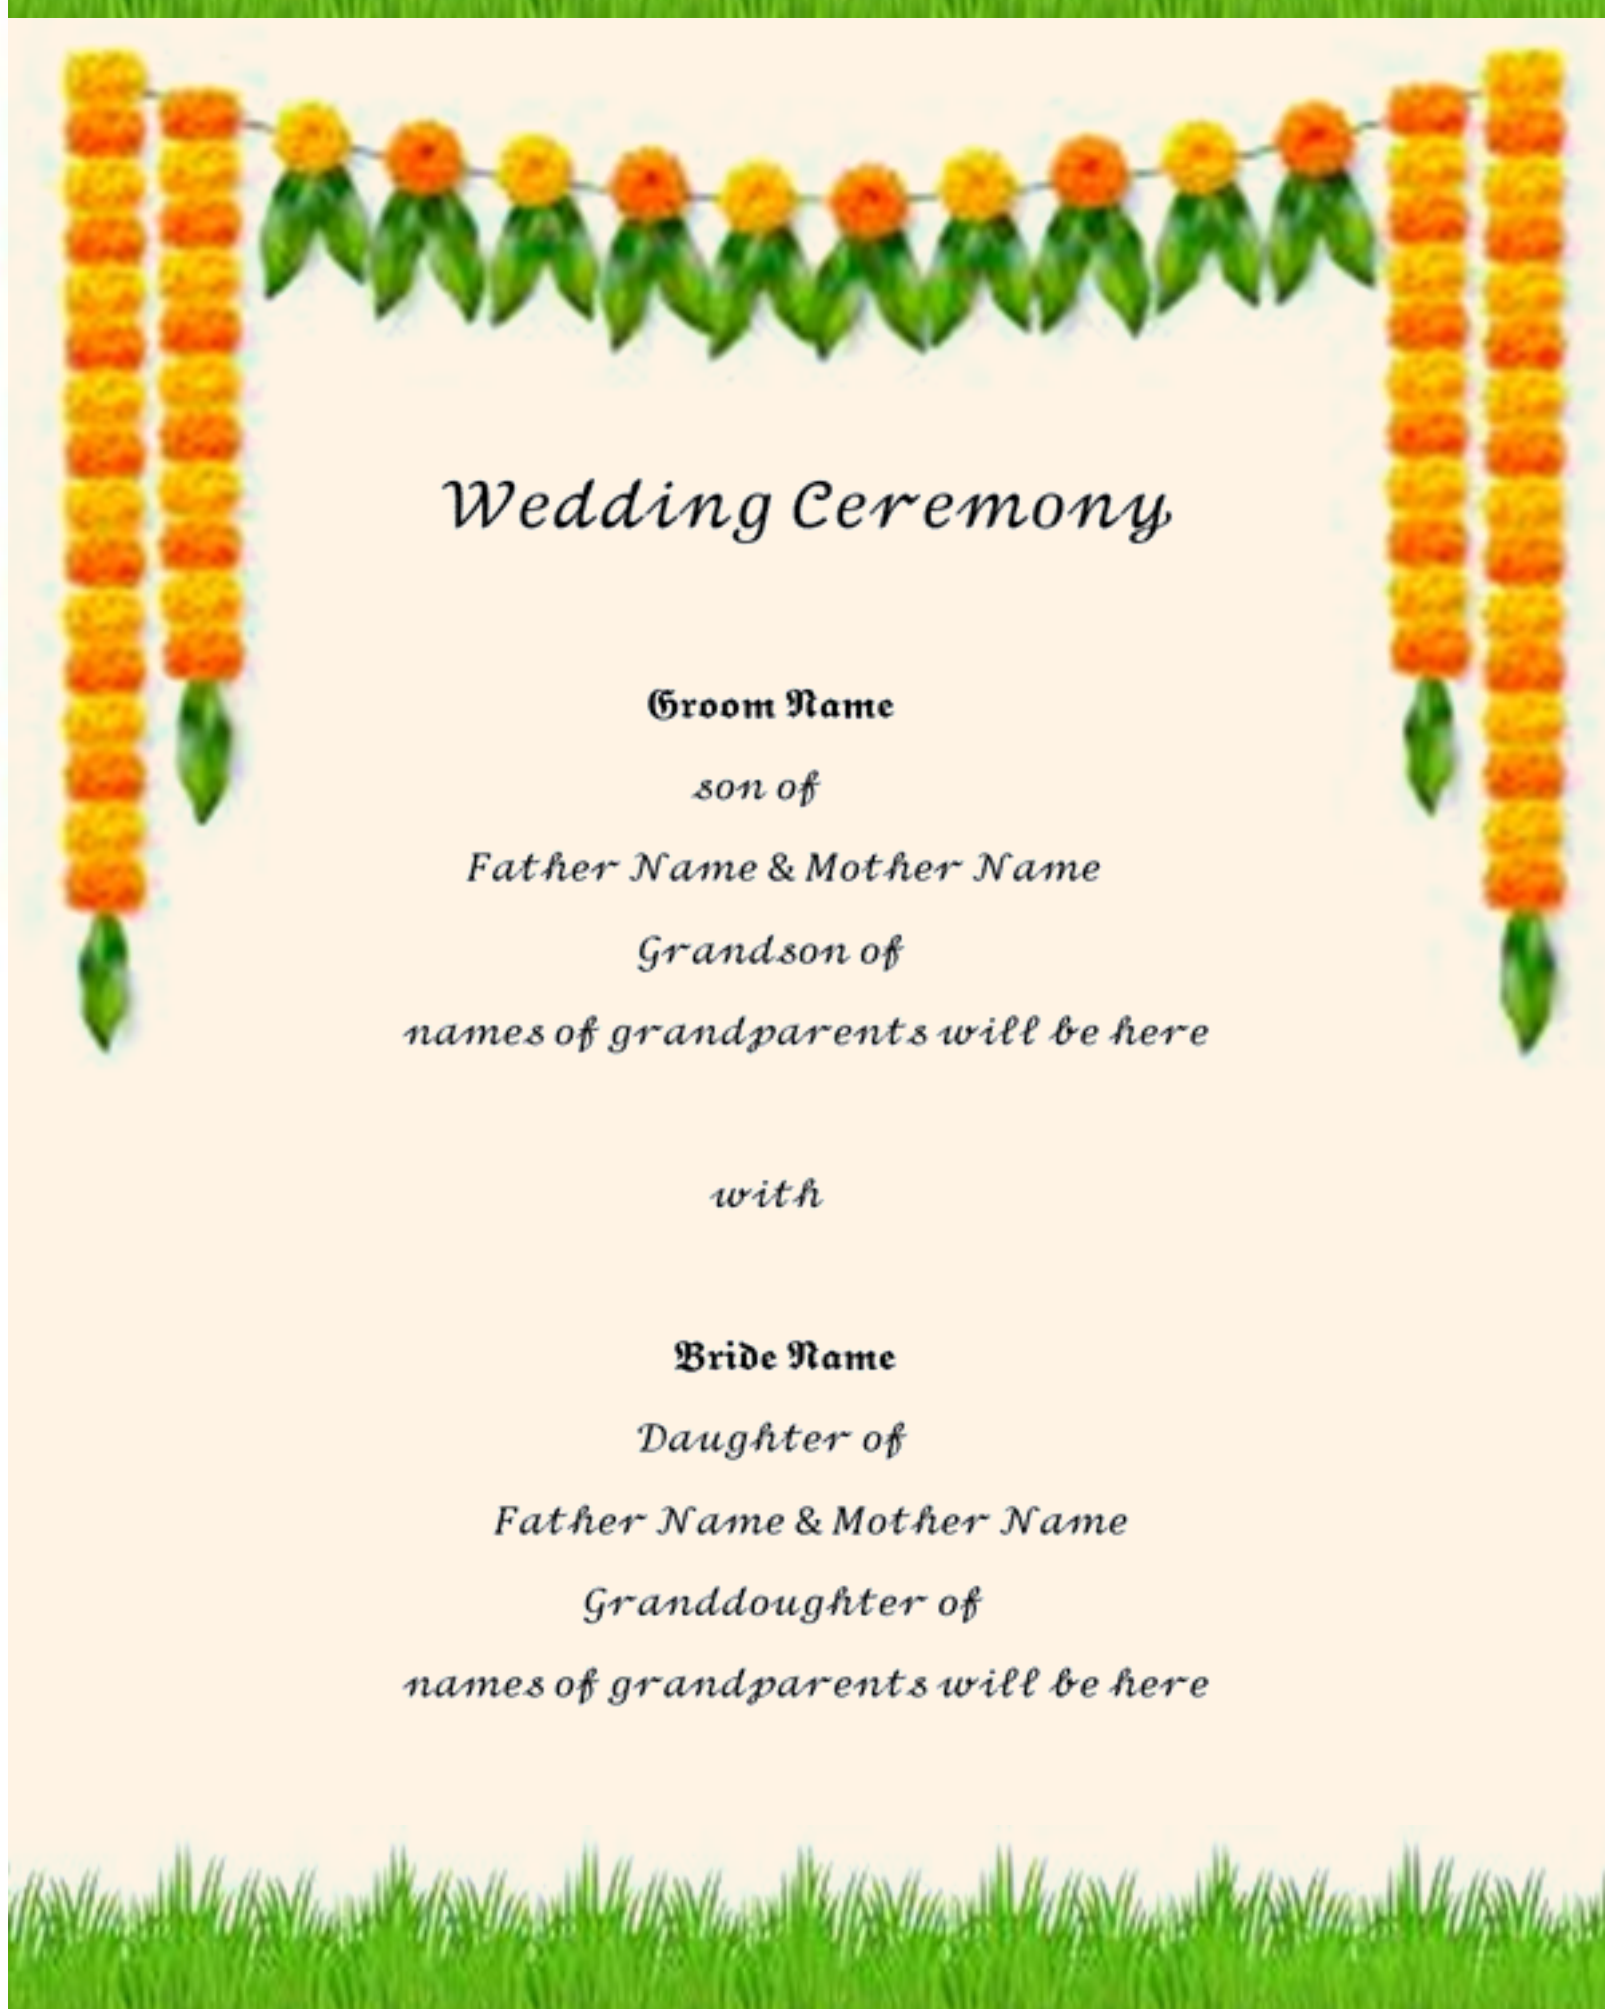 Wedding Ceremony
Groom Name
son of
Father Name & Mother Name
Grandson of
names of grandparents will be here
with
Bride Name
Daughter of
Father Name & Mother Name
Granddoughter of
names of grandparents will be here